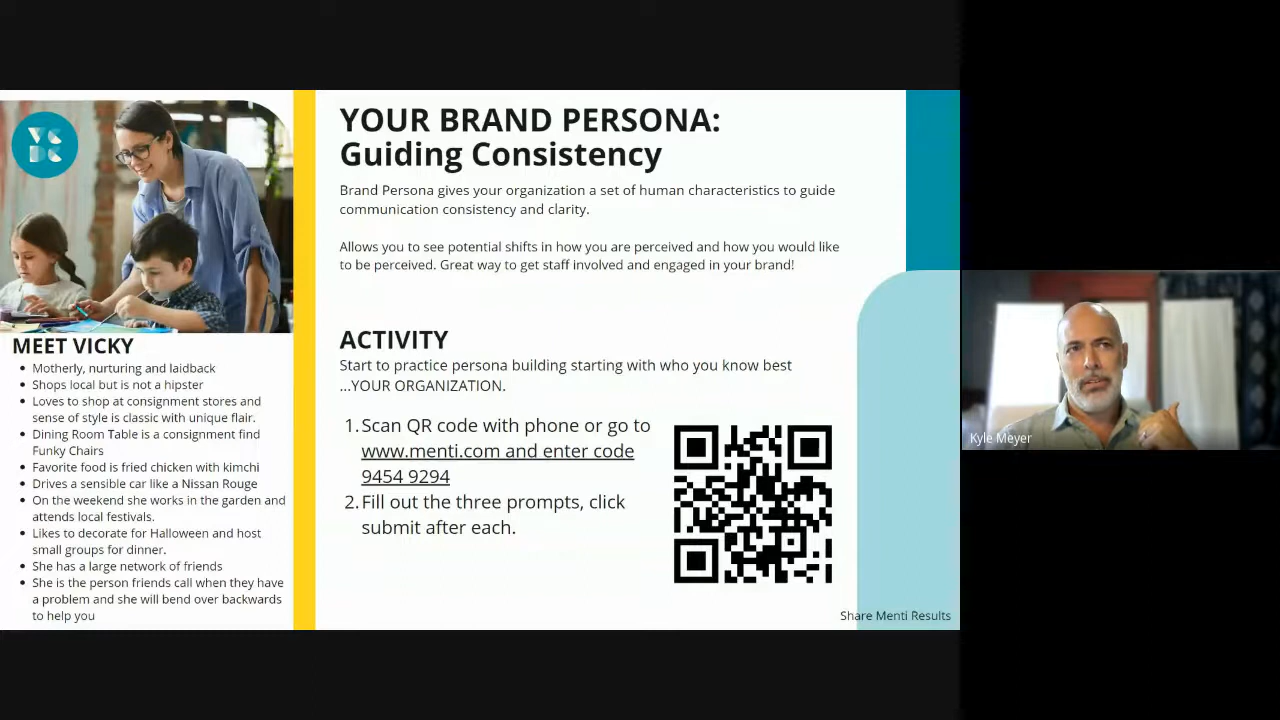 VS
DC
MEET VICKY
Motherly, nurturing and laidback
Shops local but is not a hipster
Loves to shop at consignment stores and
sense of style is classic with unique flair.
Dining Room Table is a consignment find
Funky Chairs
Favorite food is fried chicken with kimchi
Drives a sensible car like a Nissan Rouge
On the weekend she works in the garden and
attends local festivals.
Likes to decorate for Halloween and host
small groups for dinner.
She has a large network of friends
She is the person friends call when they have
a problem and she will bend over backwards
to help you
YOUR BRAND PERSONA:
Guiding Consistency
Brand Persona gives your organization a set of human characteristics to guide
communication consistency and clarity.
Allows you to see potential shifts in how you are perceived and how you would like
to be perceived. Great way to get staff involved and engaged in your brand!
ACTIVITY
Start to practice persona building starting with who you know best
...YOUR ORGANIZATION.
1. Scan QR code with phone or go to
www.menti.com and enter code
9454 9294
2. Fill out the three prompts, click
submit after each.
Share Menti Results
Kyle Meyer